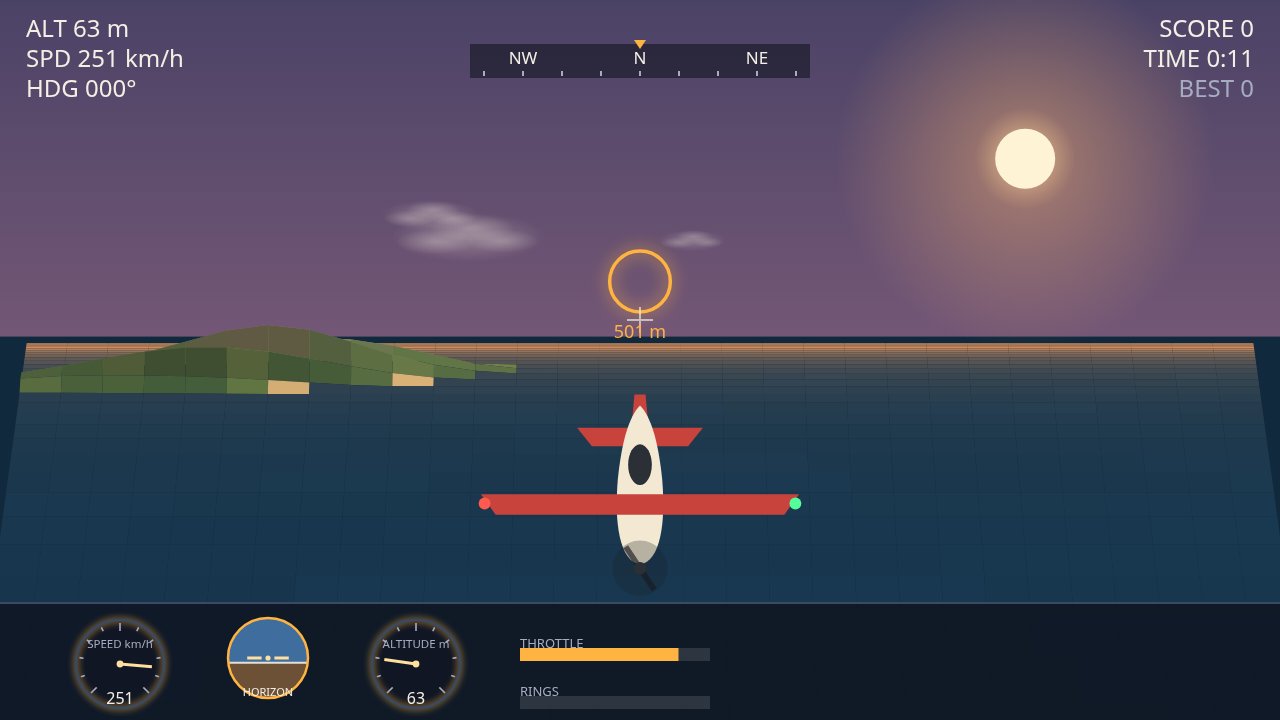 ALT 63 m
SPD 251 km/h
HDG 000°
NW N NE
SCORE 0
TIME 0:11
BEST 0
501 m
SPEED km/h
251
HORIZON
ALTITUDE m
63
THROTTLE
RINGS